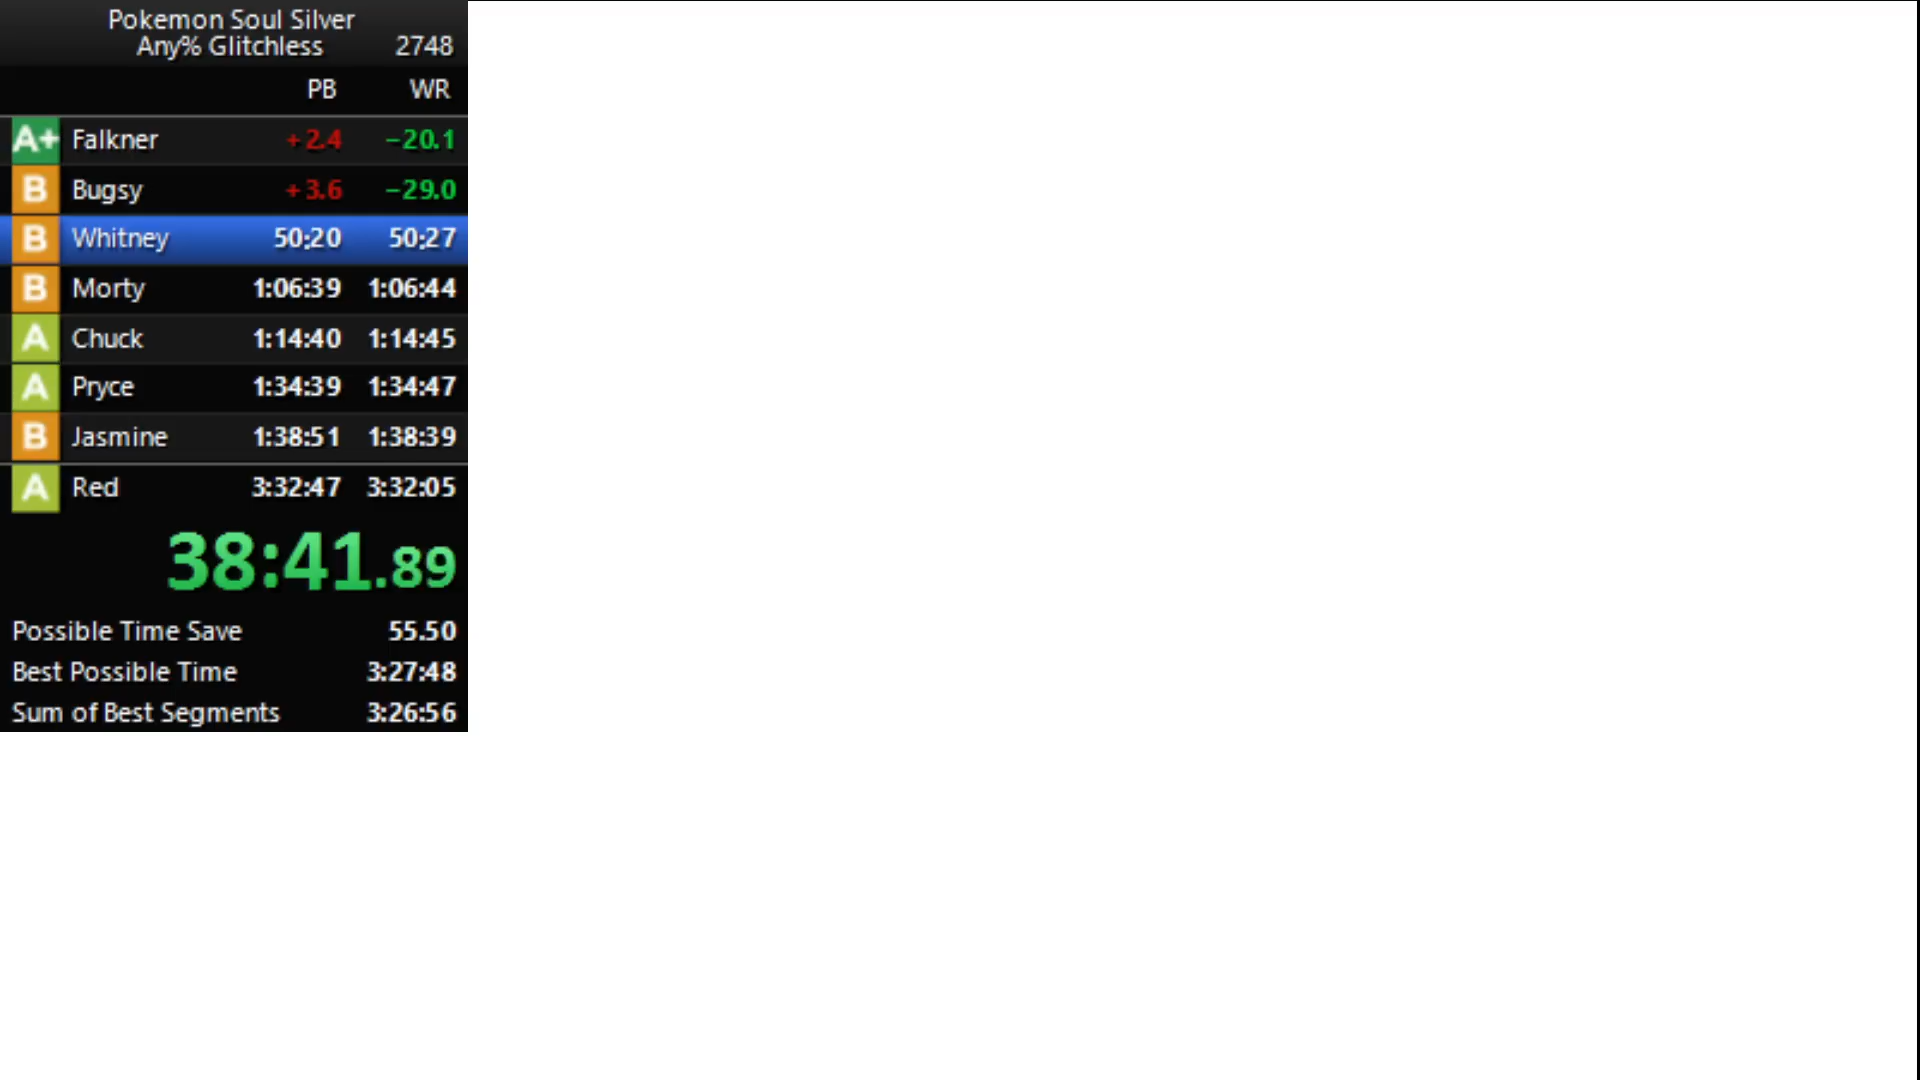 Pokemon Soul Silver
Any% Glitchless 2748
PB WR
A+ Falkner +2.4 −20.1
B Bugsy +3.6 −29.0
B Whitney 50:20 50:27
B Morty 1:06:39 1:06:44
A Chuck 1:14:40 1:14:45
A Pryce 1:34:39 1:34:47
B Jasmine 1:38:51 1:38:39
A Red 3:32:47 3:32:05
38:41.89
Possible Time Save 55.50
Best Possible Time 3:27:48
Sum of Best Segments 3:26:56